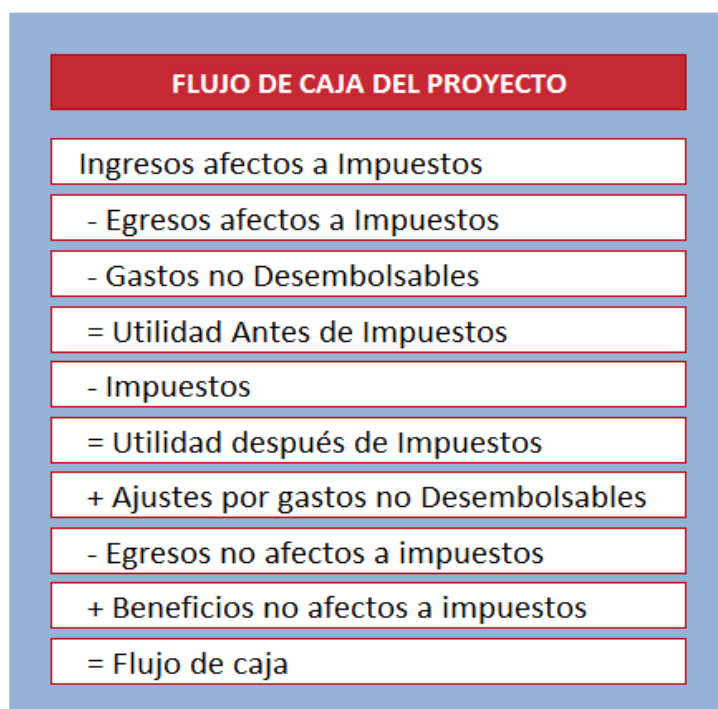 FLUJO DE CAJA DEL PROYECTO
Ingresos afectos a Impuestos
- Egresos afectos a Impuestos
- Gastos no Desembolsables
= Utilidad Antes de Impuestos
- Impuestos
= Utilidad después de Impuestos
+ Ajustes por gastos no Desembolsables
- Egresos no afectos a impuestos
+ Beneficios no afectos a impuestos
= Flujo de caja